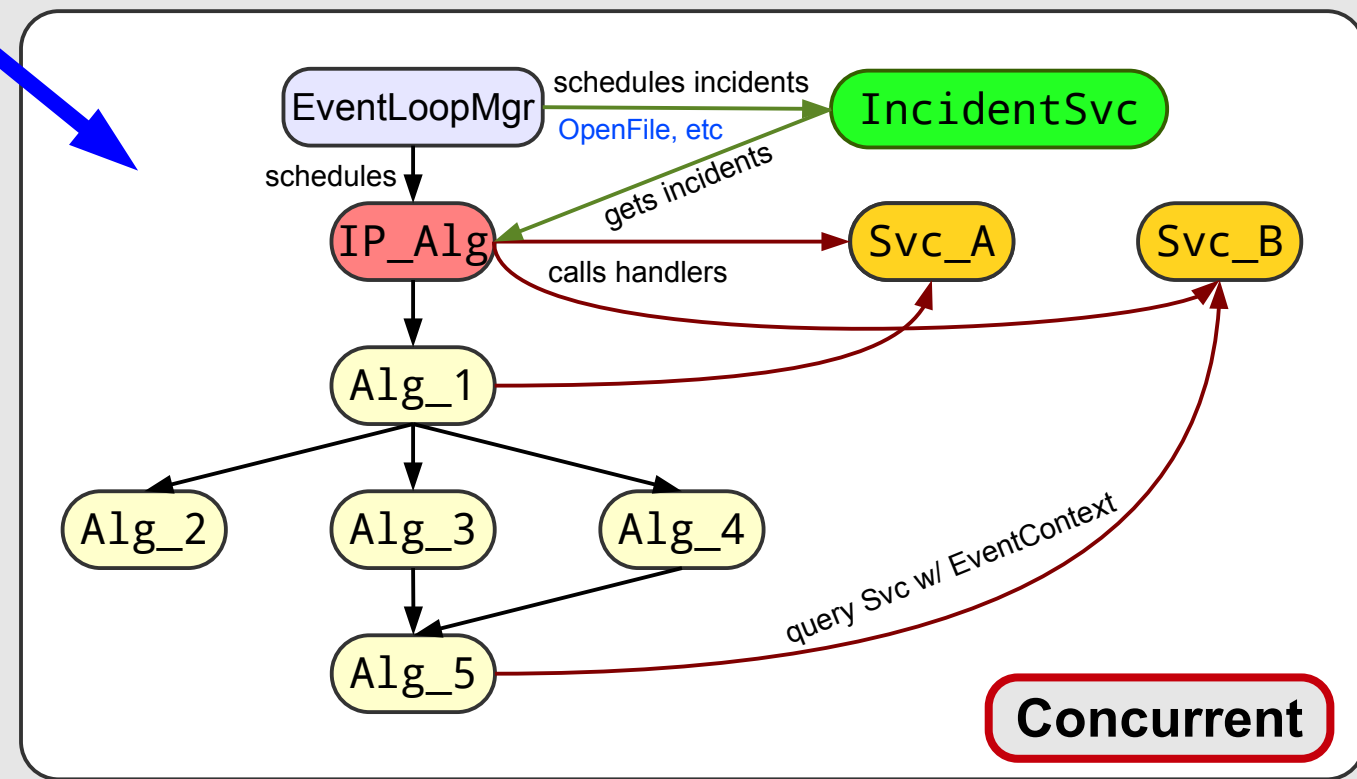 schedules incidents
EventLoopMgr
IncidentSvc
OpenFile, etc
schedules
gets incidents
IP_Alg
Svc_A
Svc_B
calls handlers
Alg_1
Alg_2
Alg_3
Alg_4
query Svc w/ EventContext
Alg_5
Concurrent